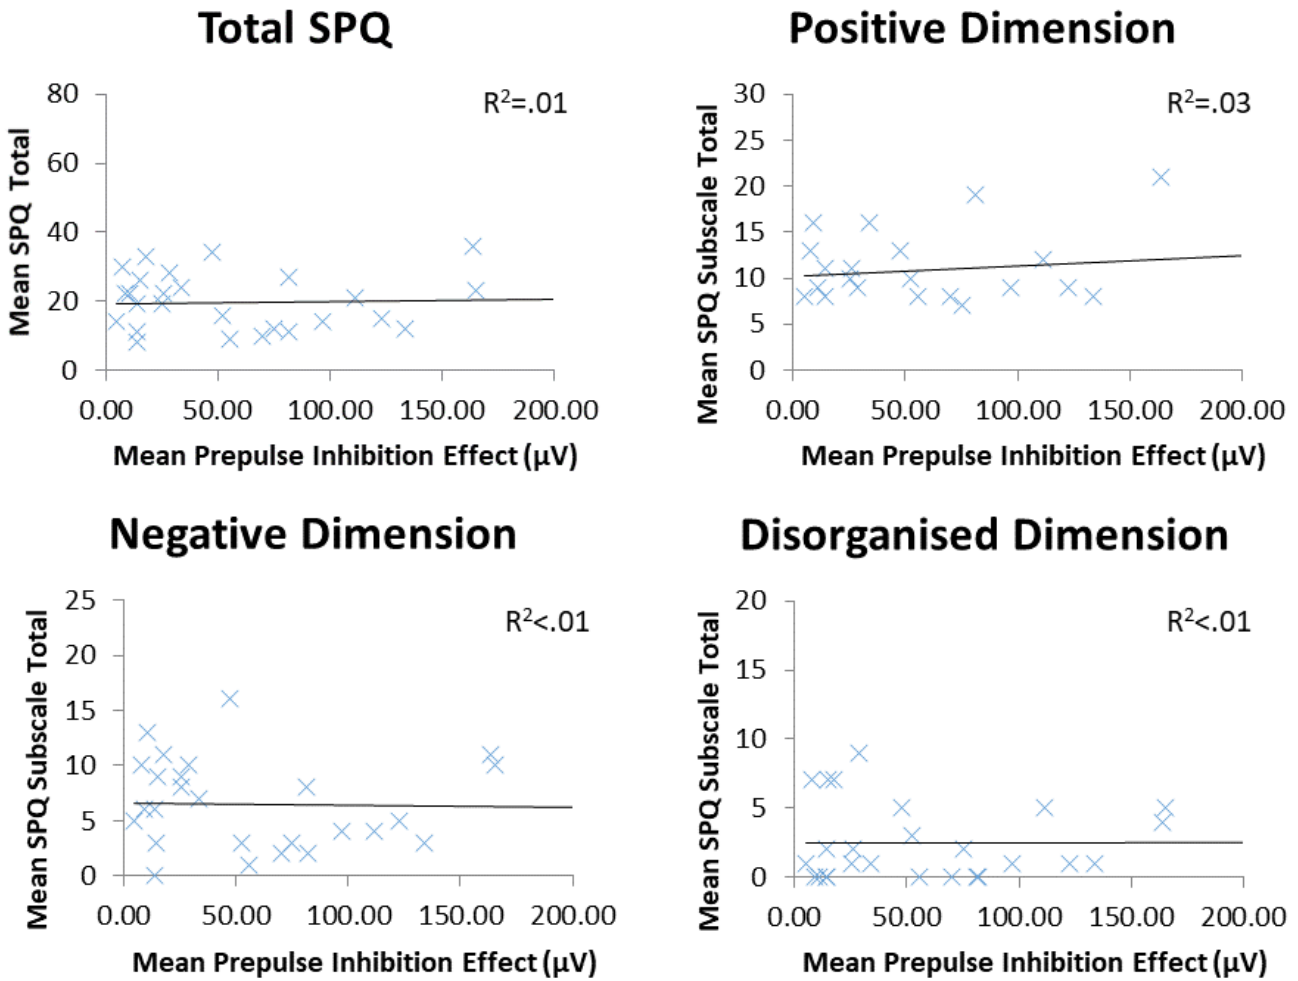 Total SPQ
R²=.01
Mean SPQ Total
80
60
40
20
0
0.00 50.00 100.00 150.00 200.00
Mean Prepulse Inhibition Effect (µV)
Positive Dimension
R²=.03
Mean SPQ Subscale Total
30
25
20
15
10
5
0
0.00 50.00 100.00 150.00 200.00
Mean Prepulse Inhibition Effect (µV)
Negative Dimension
R²<.01
Mean SPQ Subscale Total
25
20
15
10
5
0
0.00 50.00 100.00 150.00 200.00
Mean Prepulse Inhibition Effect (µV)
Disorganised Dimension
R²<.01
Mean SPQ Subscale Total
20
15
10
5
0
0.00 50.00 100.00 150.00 200.00
Mean Prepulse Inhibition Effect (µV)